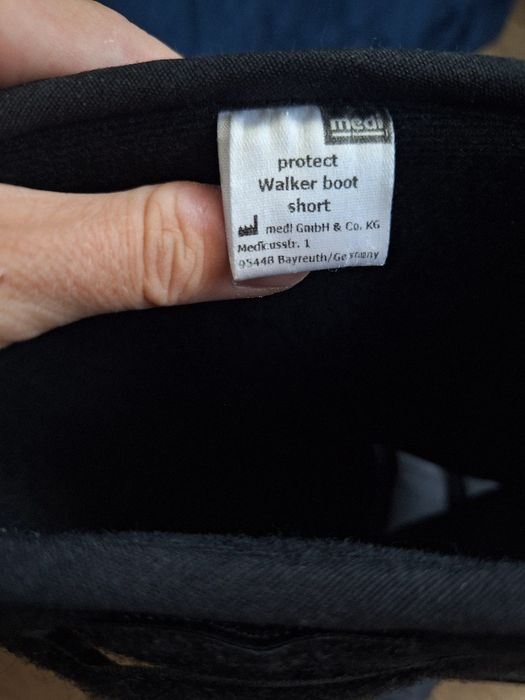 medi
protect
Walker boot
short
medi GmbH & Co. KG
Medicusstr. 1
95448 Bayreuth/Germany